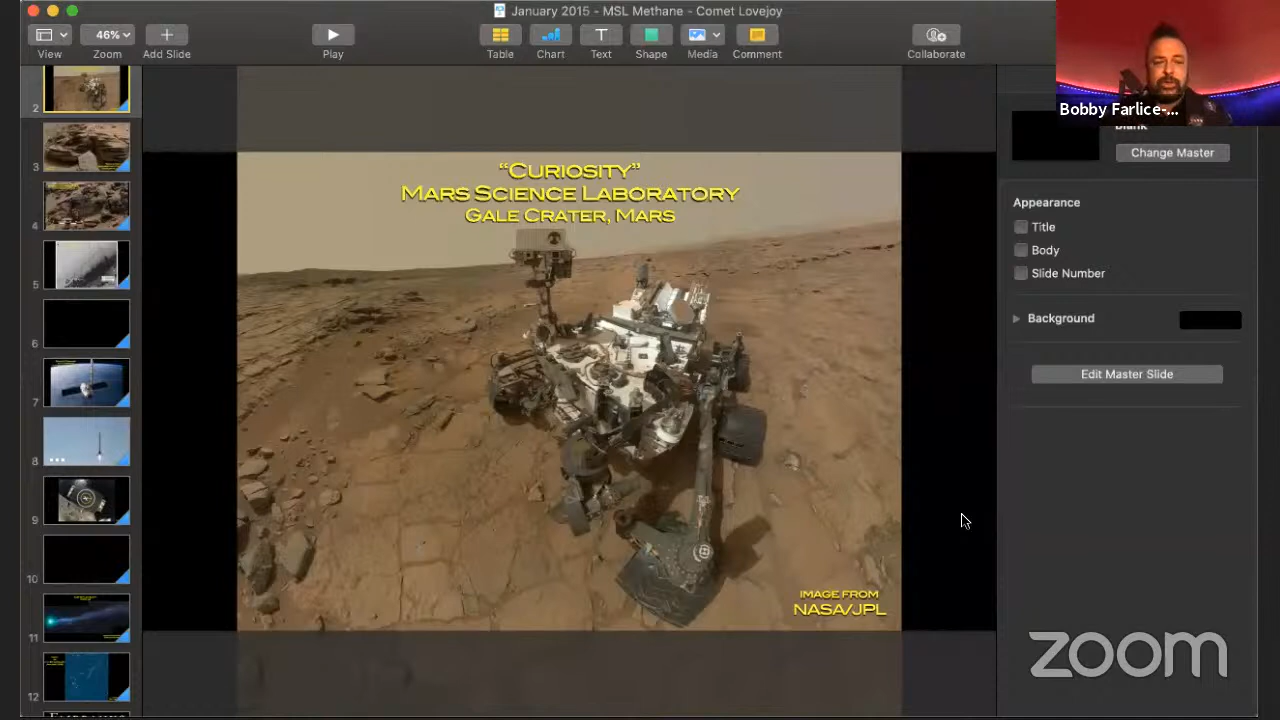 January 2015 - MSL Methane - Comet Lovejoy
46%
View
Zoom
Add Slide
Play
Table
Chart
Text
Shape
Media
Comment
Collaborate
Bobby Farlice-...
Blank
Change Master
Appearance
Title
Body
Slide Number
Background
Edit Master Slide
2
3
4
5
6
7
8
9
10
11
12
“CURIOSITY”
MARS SCIENCE LABORATORY
GALE CRATER, MARS
IMAGE FROM
NASA/JPL
zoom